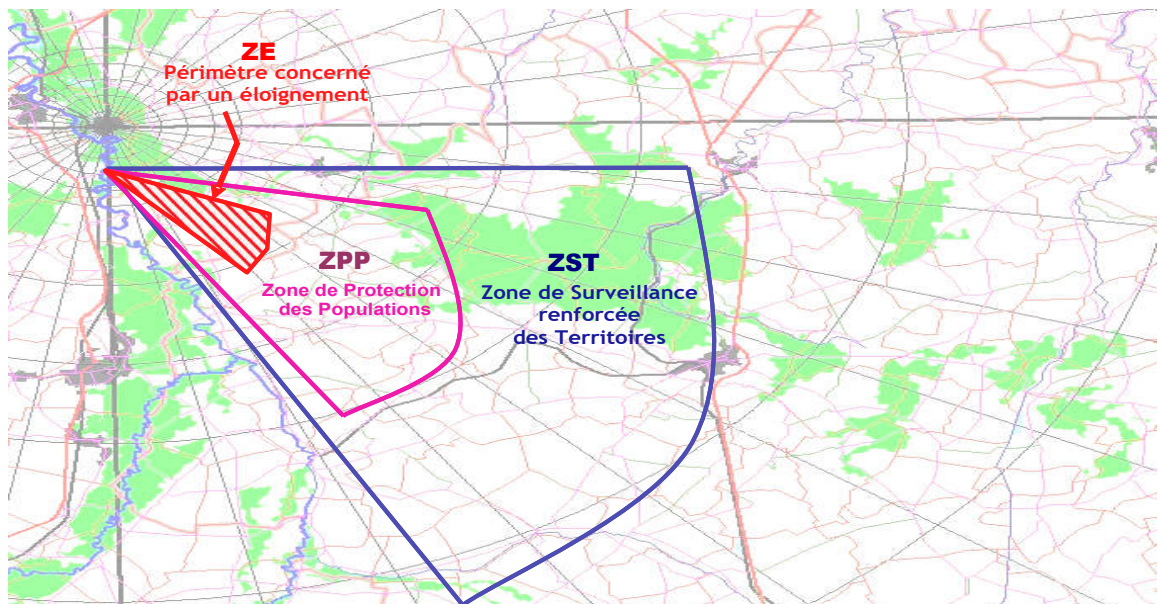 ZE
Périmètre concerné
par un éloignement
ZPP
Zone de Protection
des Populations
ZST
Zone de Surveillance
renforcée
des Territoires